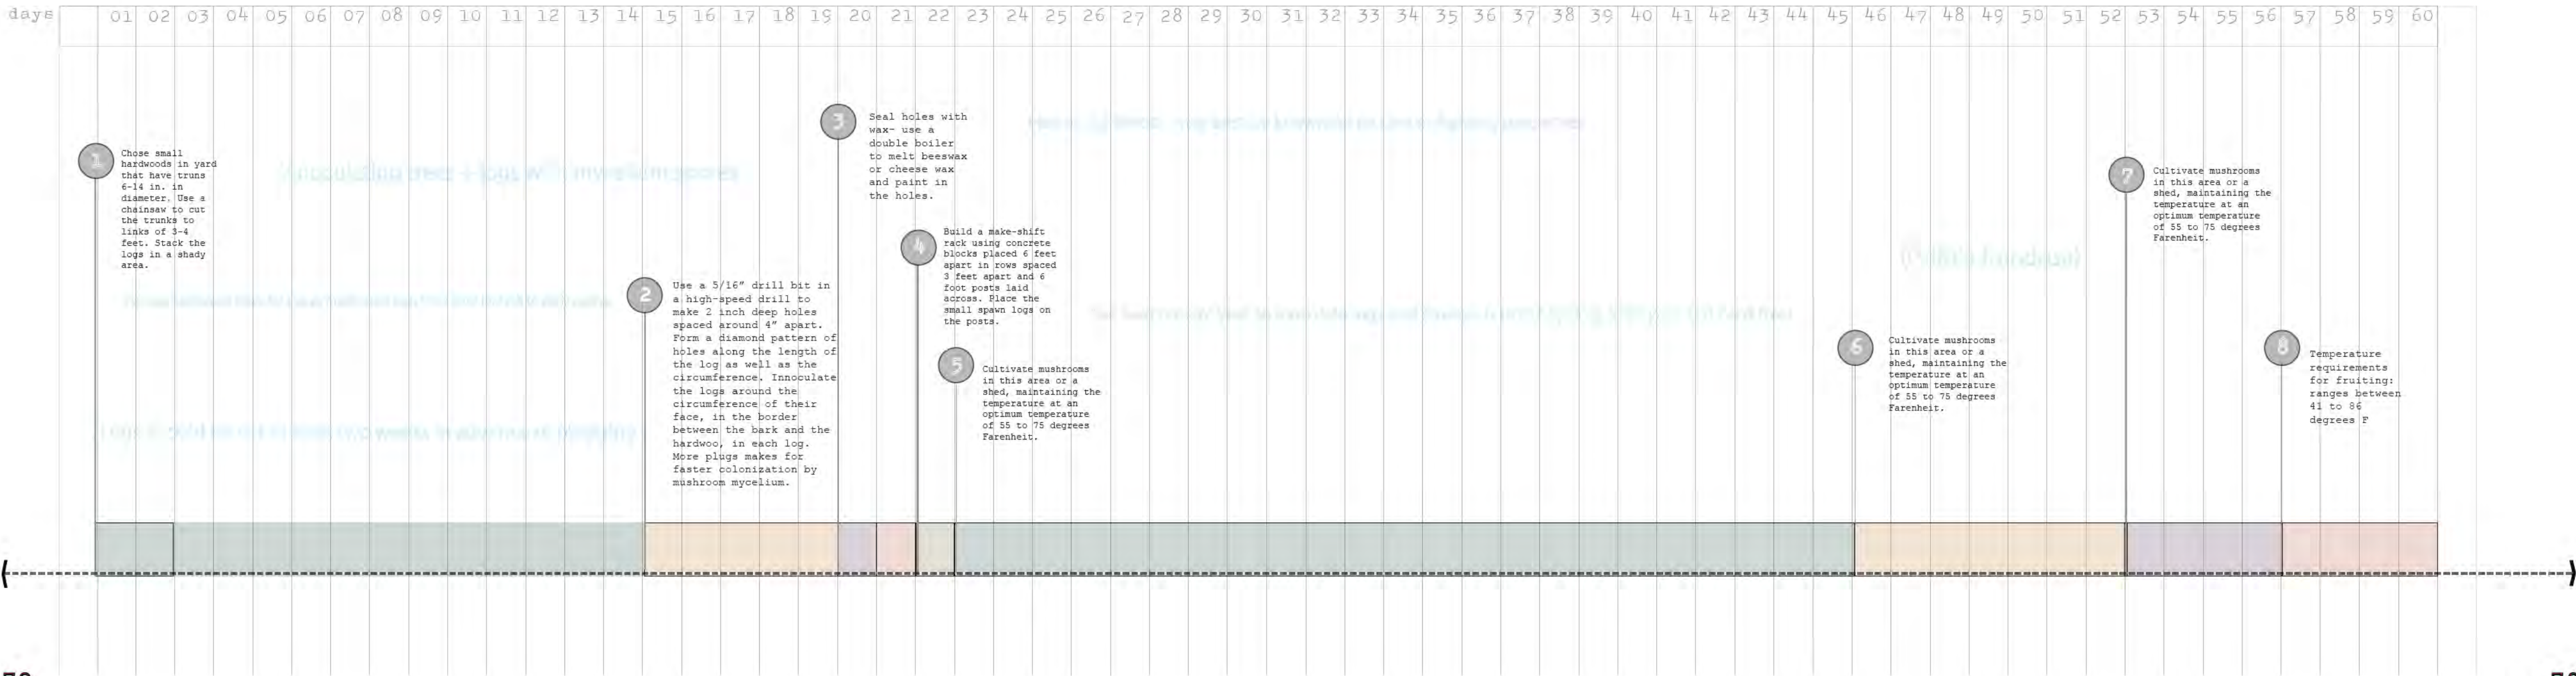 days 01 02 03 04 05 06 07 08 09 10 11 12 13 14 15 16 17 18 19 20 21 22 23 24 25 26 27 28 29 30 31 32 33 34 35 36 37 38 39 40 41 42 43 44 45 46 47 48 49 50 51 52 53 54 55 56 57 58 59 60
1
Chose small
hardwoods in yard
that have truns
6-14 in. in
diameter. Use a
chainsaw to cut
the trunks to
links of 3-4
feet. Stack the
logs in a shady
area.
2
Use a 5/16" drill bit in
a high-speed drill to
make 2 inch deep holes
spaced around 4" apart.
Form a diamond pattern of
holes along the length of
the log as well as the
circumference. Innoculate
the logs around the
circumference of their
face, in the border
between the bark and the
hardwoo, in each log.
More plugs makes for
faster colonization by
mushroom mycelium.
3
Seal holes with
wax- use a
double boiler
to melt beeswax
or cheese wax
and paint in
the holes.
4
Build a make-shift
rack using concrete
blocks placed 6 feet
apart in rows spaced
3 feet apart and 6
foot posts laid
across. Place the
small spawn logs on
the posts.
5
Cultivate mushrooms
in this area or a
shed, maintaining the
temperature at an
optimum temperature
of 55 to 75 degrees
Farenheit.
6
Cultivate mushrooms
in this area or a
shed, maintaining the
temperature at an
optimum temperature
of 55 to 75 degrees
Farenheit.
7
Cultivate mushrooms
in this area or a
shed, maintaining the
temperature at an
optimum temperature
of 55 to 75 degrees
Farenheit.
8
Temperature
requirements
for fruiting:
ranges between
41 to 86
degrees F